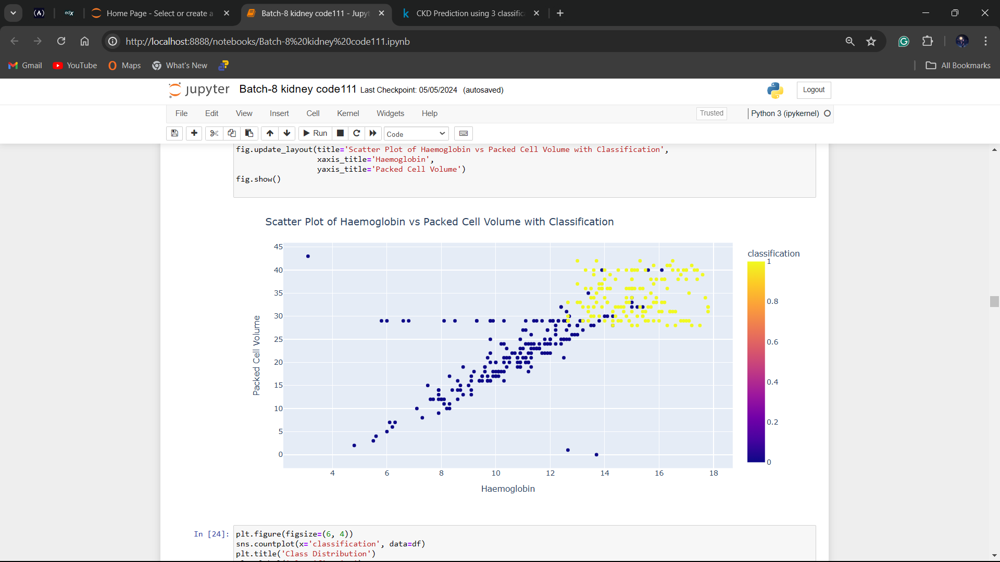 edX
Home Page - Select or create a
Batch-8 kidney code111 - Jupyt
k CKD Prediction using 3 classific
http://localhost:8888/notebooks/Batch-8%20kidney%20code111.ipynb
Gmail YouTube Maps What's New All Bookmarks
jupyter Batch-8 kidney code111 Last Checkpoint: 05/05/2024 (autosaved) Logout
File Edit View Insert Cell Kernel Widgets Help Trusted Python 3 (ipykernel)
Run Code
fig.update_layout(title='Scatter Plot of Haemoglobin vs Packed Cell Volume with Classification',
xaxis_title='Haemoglobin',
yaxis_title='Packed Cell Volume')
fig.show()
Scatter Plot of Haemoglobin vs Packed Cell Volume with Classification
45
40
35
30
25
20
15
10
5
0
Packed Cell Volume
4 6 8 10 12 14 16 18
Haemoglobin
classification
1
0.8
0.6
0.4
0.2
0
In [24]: plt.figure(figsize=(6, 4))
sns.countplot(x='classification', data=df)
plt.title('Class Distribution')